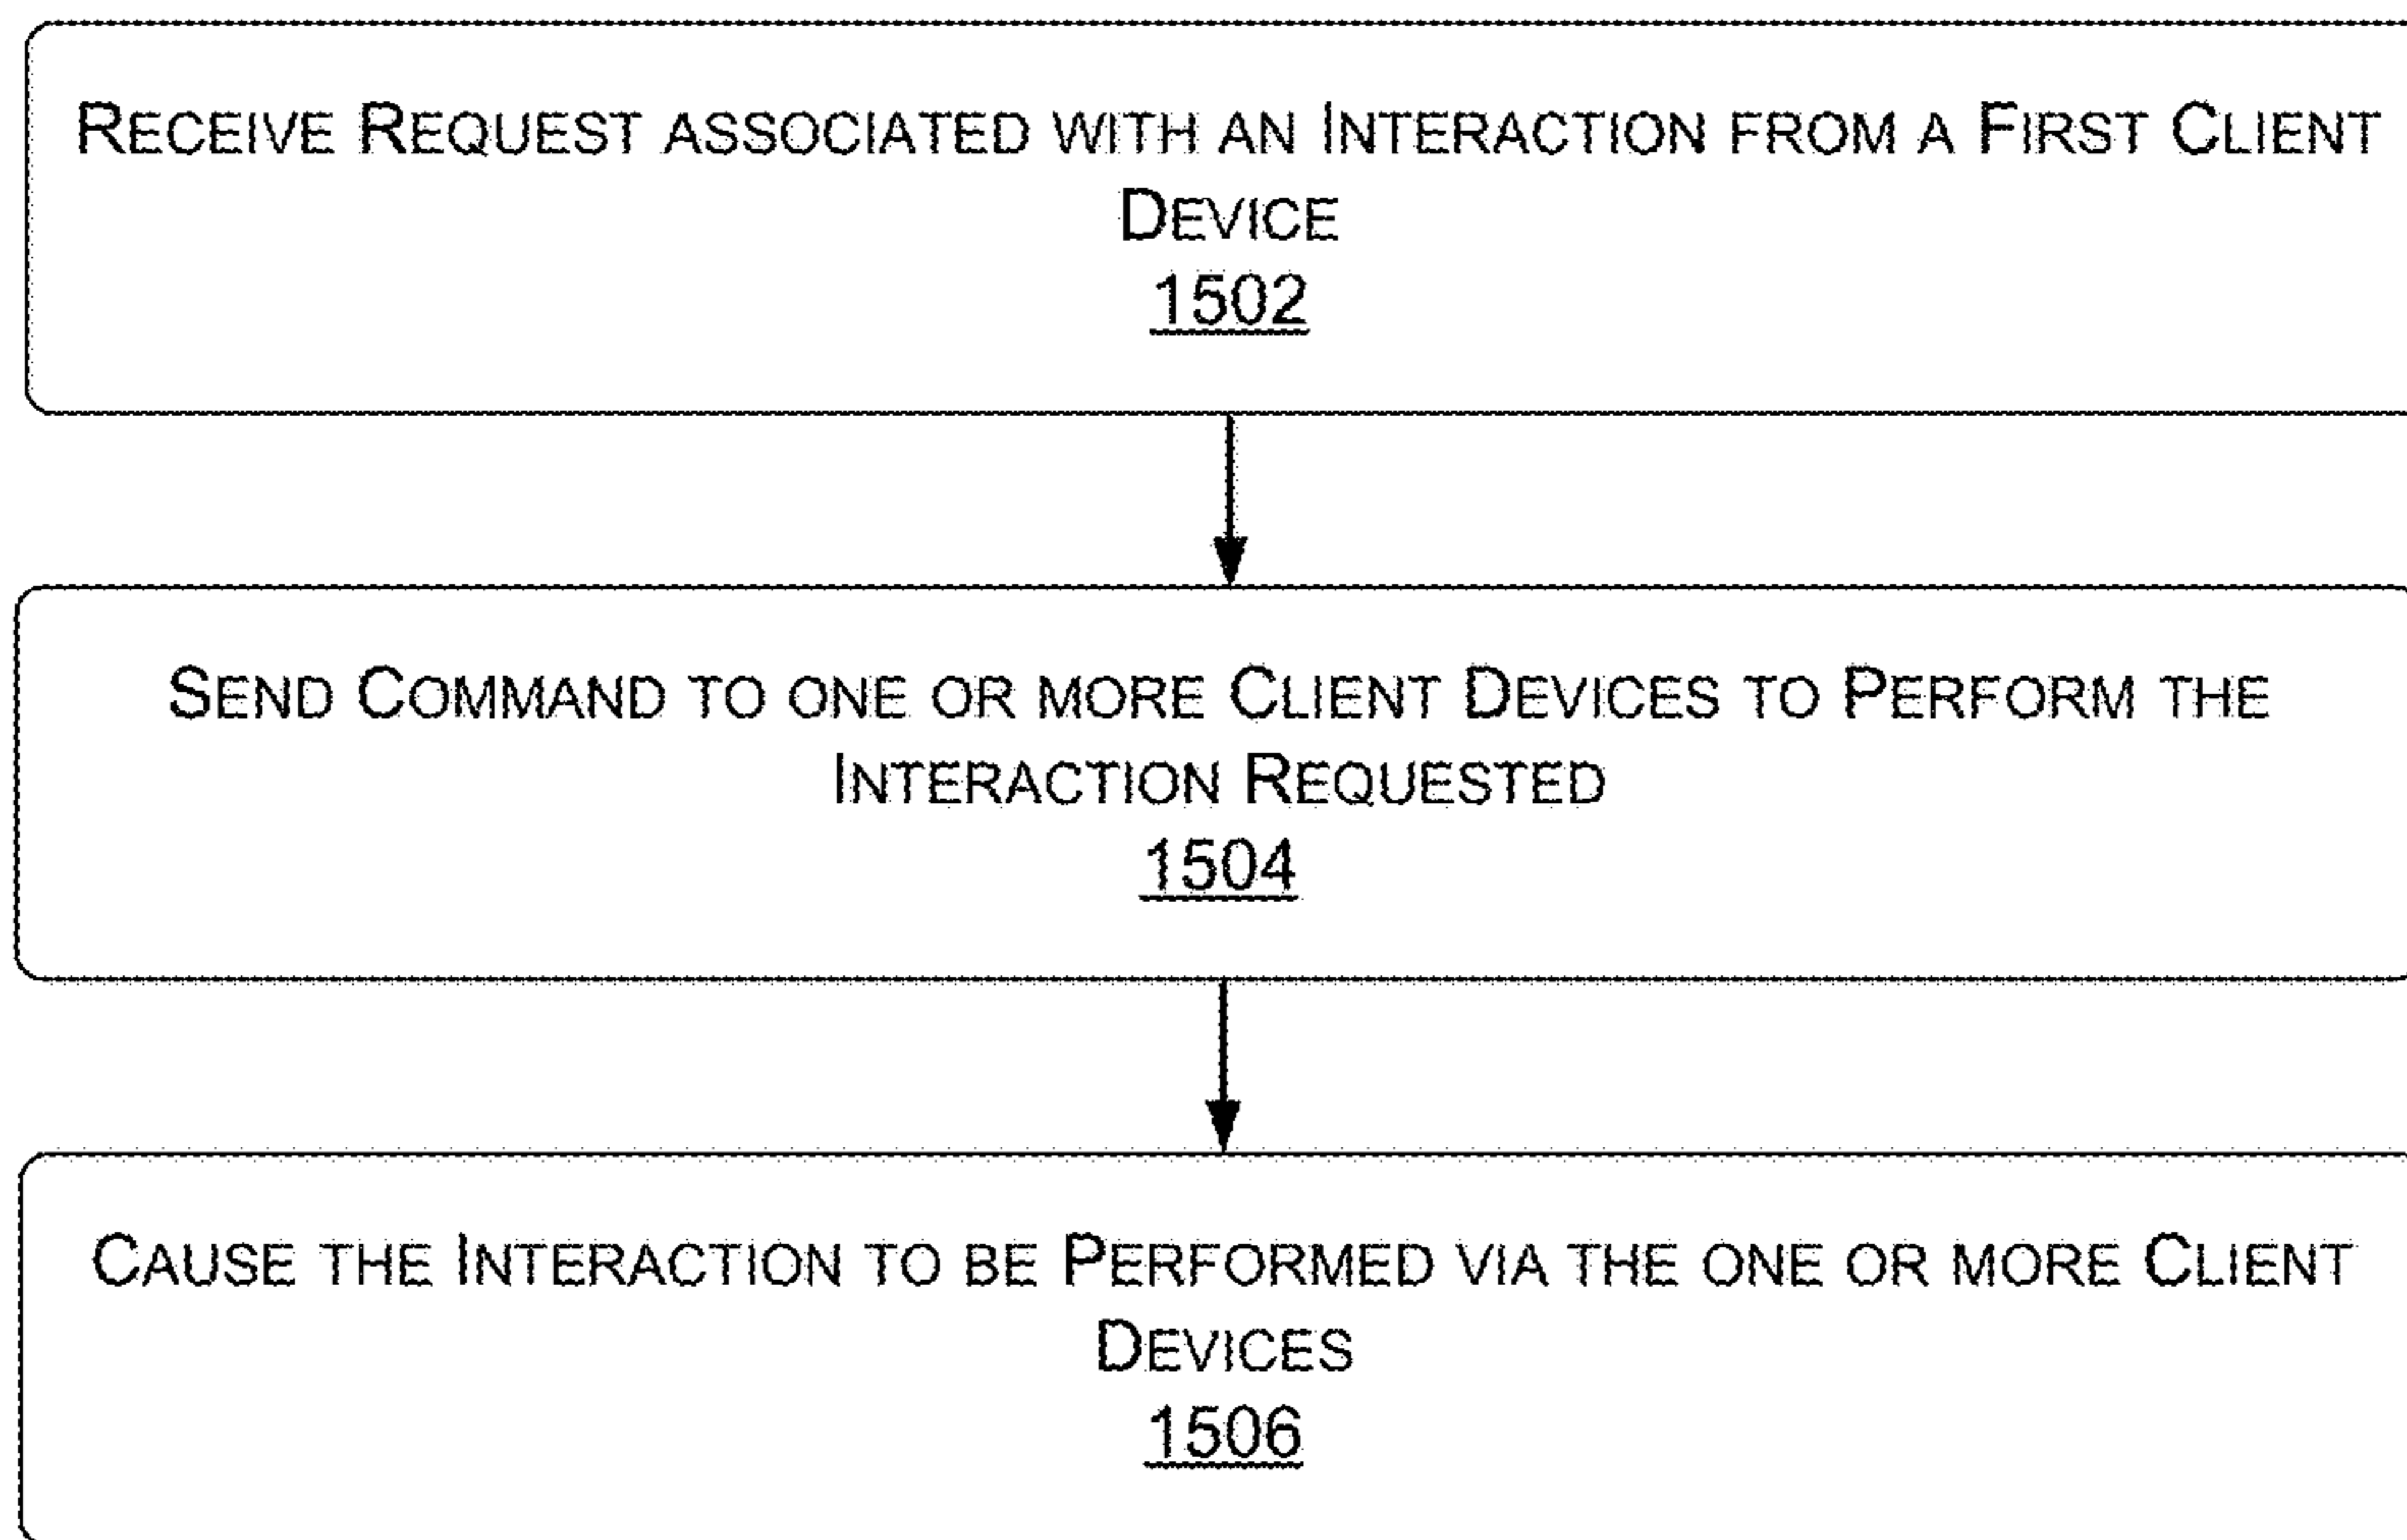 Receive Request associated with an Interaction from a First Client
Device
1502
Send Command to one or more Client Devices to Perform the
Interaction Requested
1504
Cause the Interaction to be Performed via the one or more Client
Devices
1506